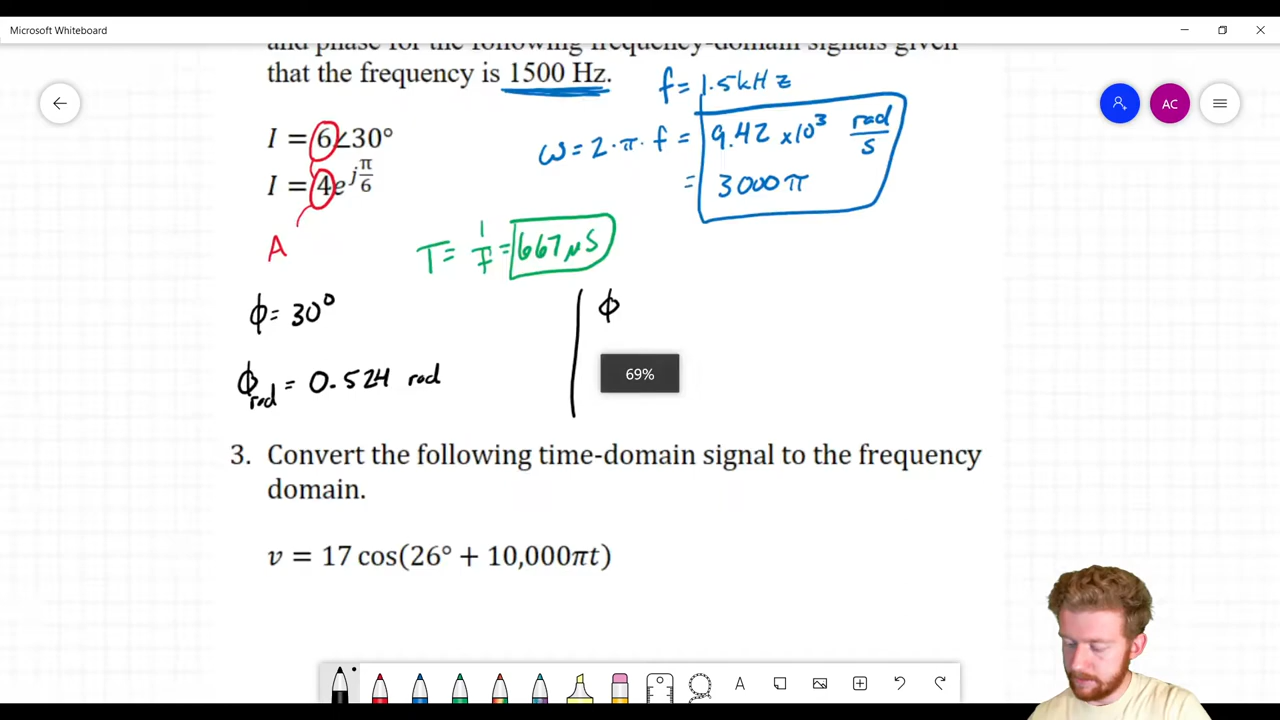 Microsoft Whiteboard
and phase for the following frequency-domain signals given
that the frequency is 1500 Hz.
f = 1.5kHz
I = 6∠30°
ω = 2·π·f = 9.42 x10³ rad/s
I = 4e^{jπ/6}
= 3000π
A
T = 1/f = 667μs
AC
φ = 30°
φ
69%
φrad = 0.524 rad
3. Convert the following time-domain signal to the frequency
domain.
v = 17 cos(26° + 10,000πt)
A